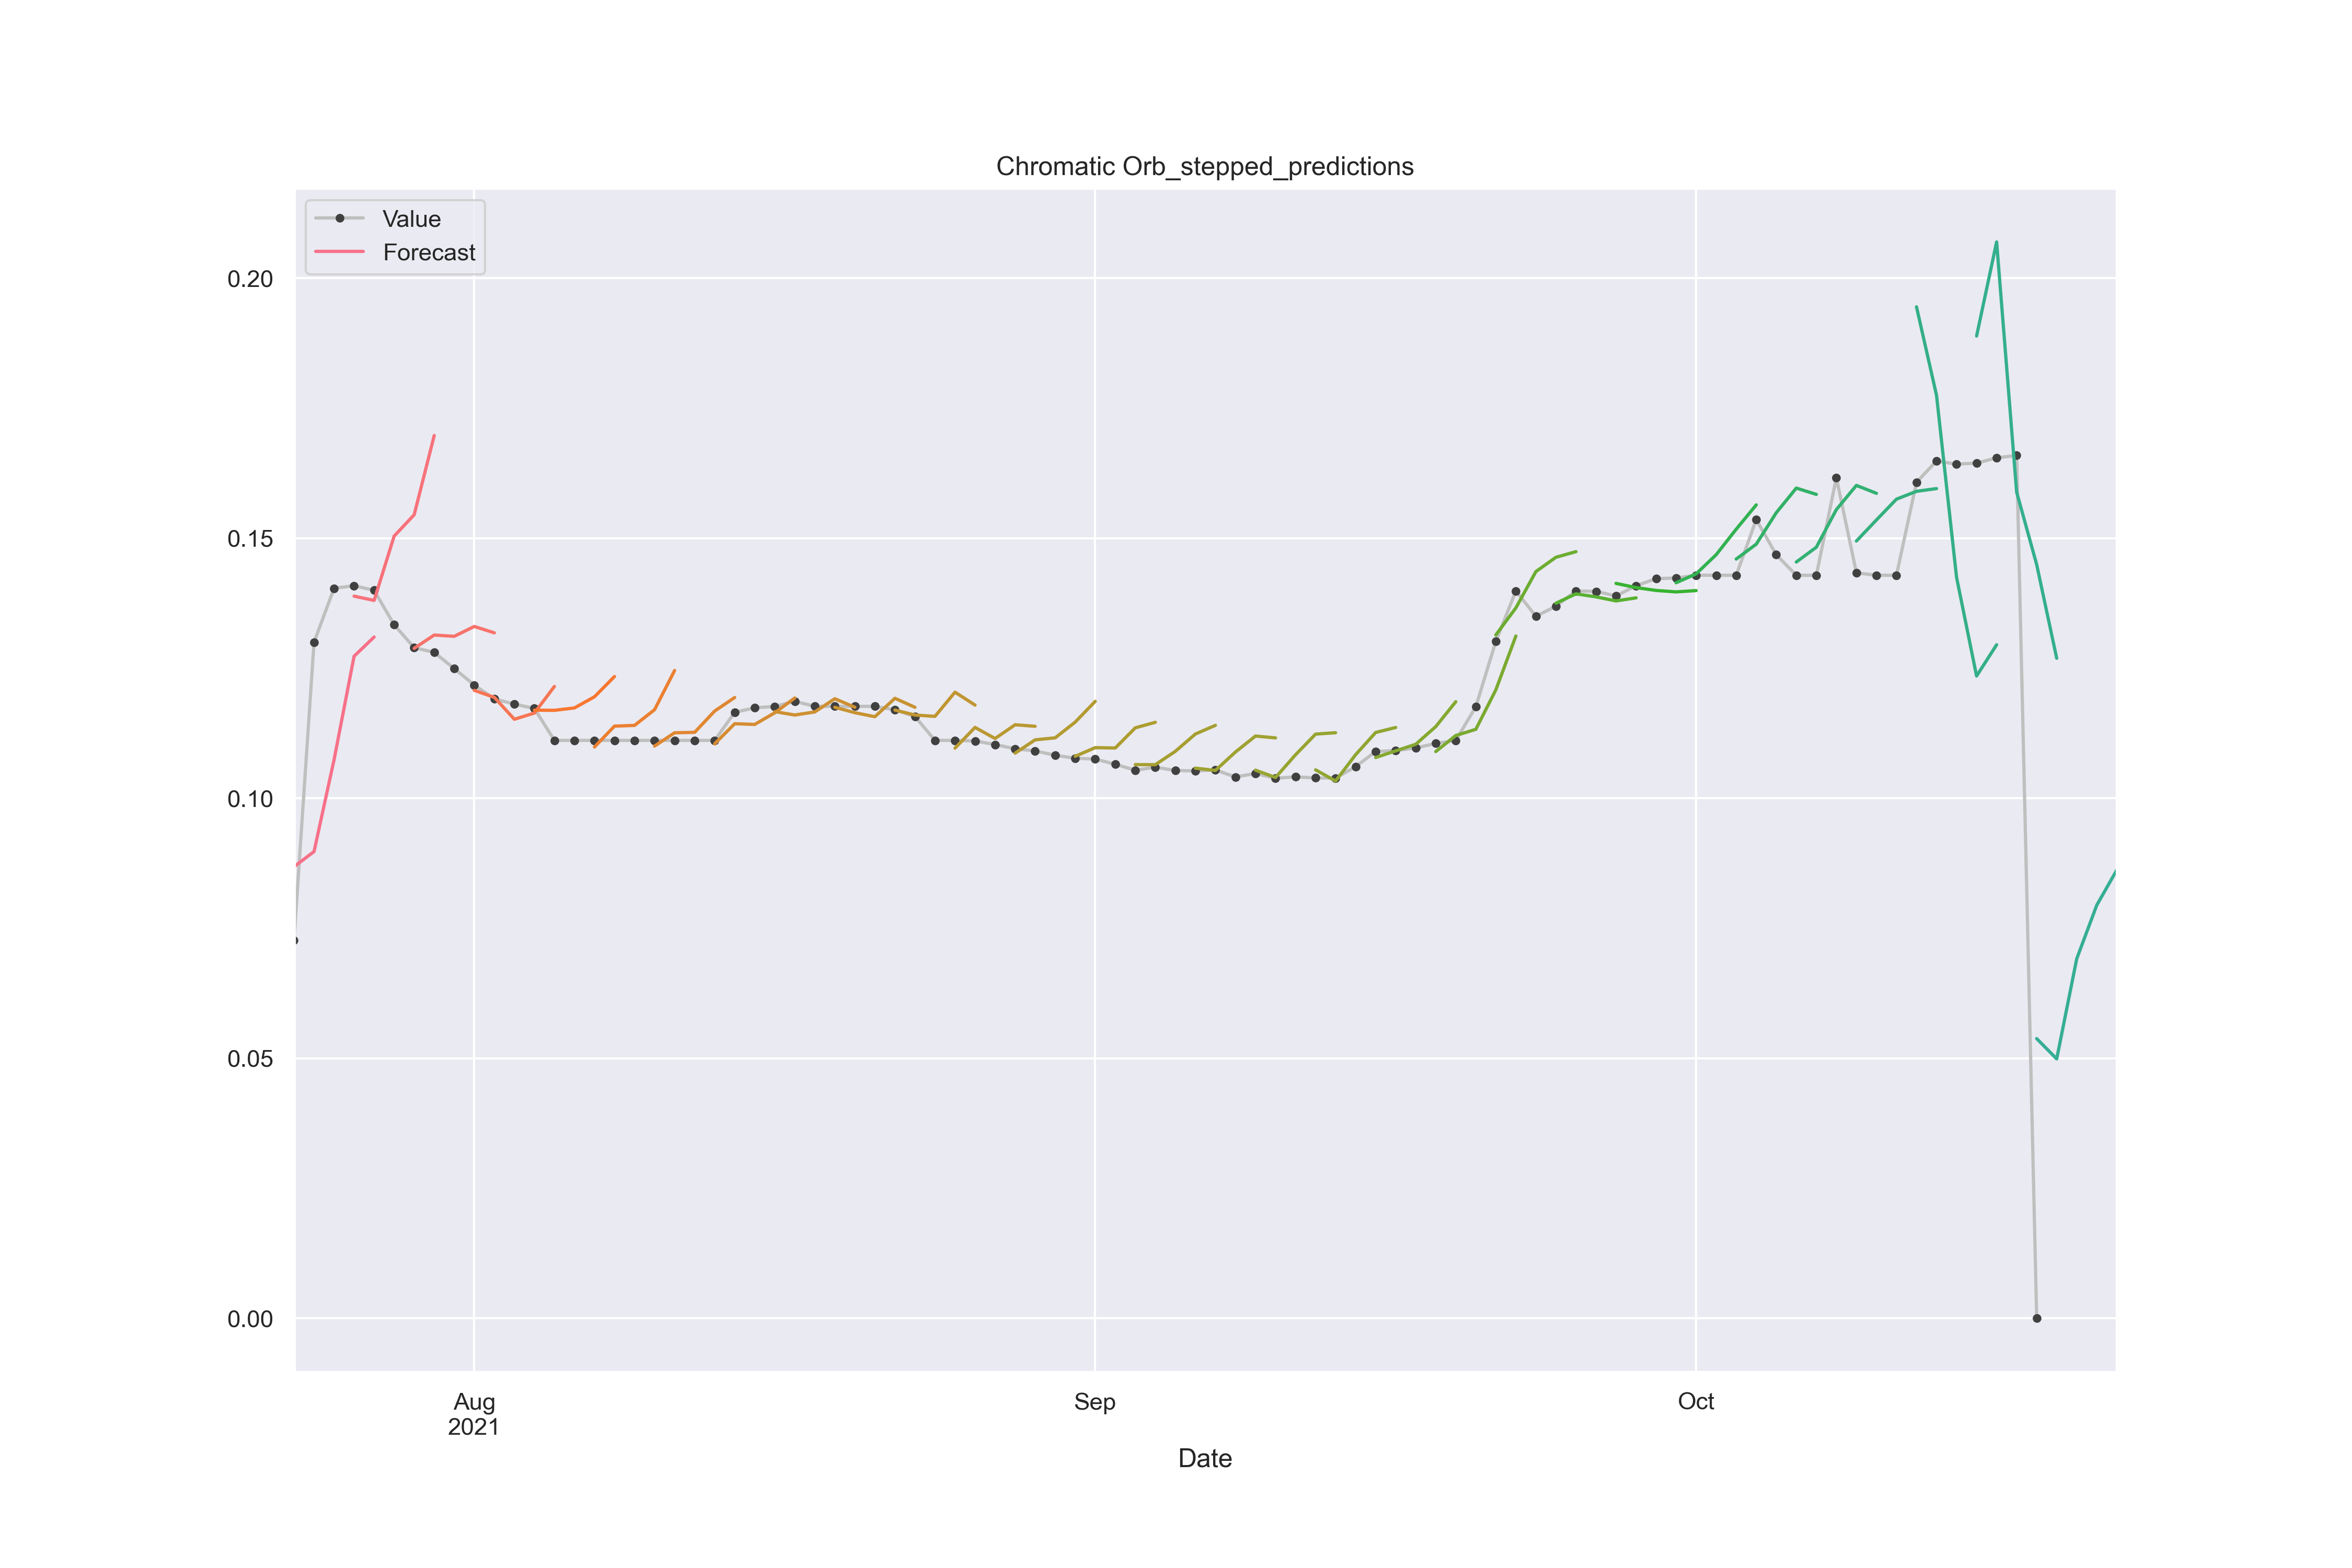 Chromatic Orb_stepped_predictions
Value
Forecast
0.20
0.15
0.10
0.05
0.00
Aug
2021
Sep
Oct
Date